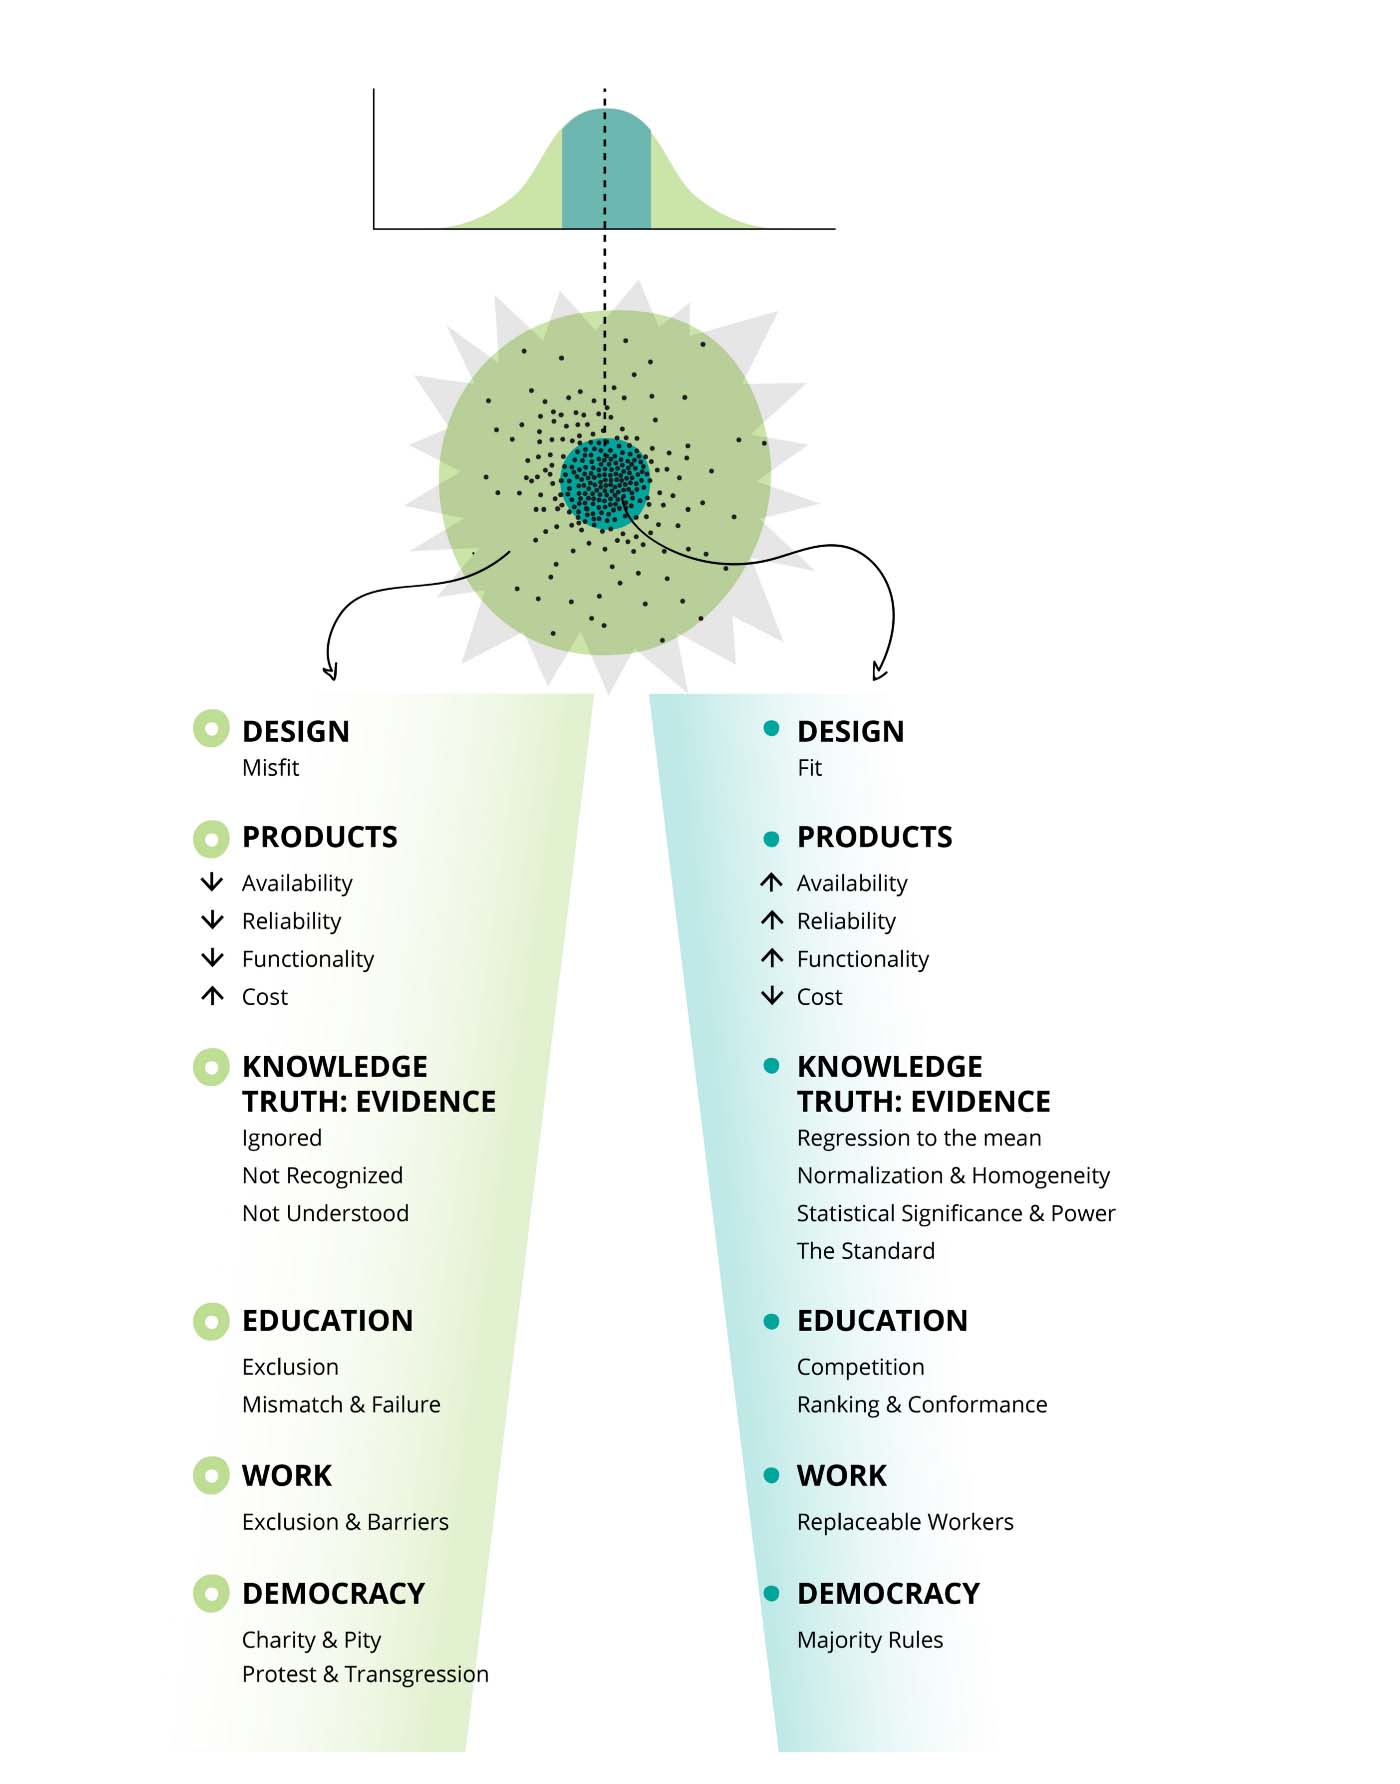 DESIGN
Misfit
PRODUCTS
Availability
Reliability
Functionality
Cost
KNOWLEDGE
TRUTH: EVIDENCE
Ignored
Not Recognized
Not Understood
EDUCATION
Exclusion
Mismatch & Failure
WORK
Exclusion & Barriers
DEMOCRACY
Charity & Pity
Protest & Transgression
DESIGN
Fit
PRODUCTS
Availability
Reliability
Functionality
Cost
KNOWLEDGE
TRUTH: EVIDENCE
Regression to the mean
Normalization & Homogeneity
Statistical Significance & Power
The Standard
EDUCATION
Competition
Ranking & Conformance
WORK
Replaceable Workers
DEMOCRACY
Majority Rules